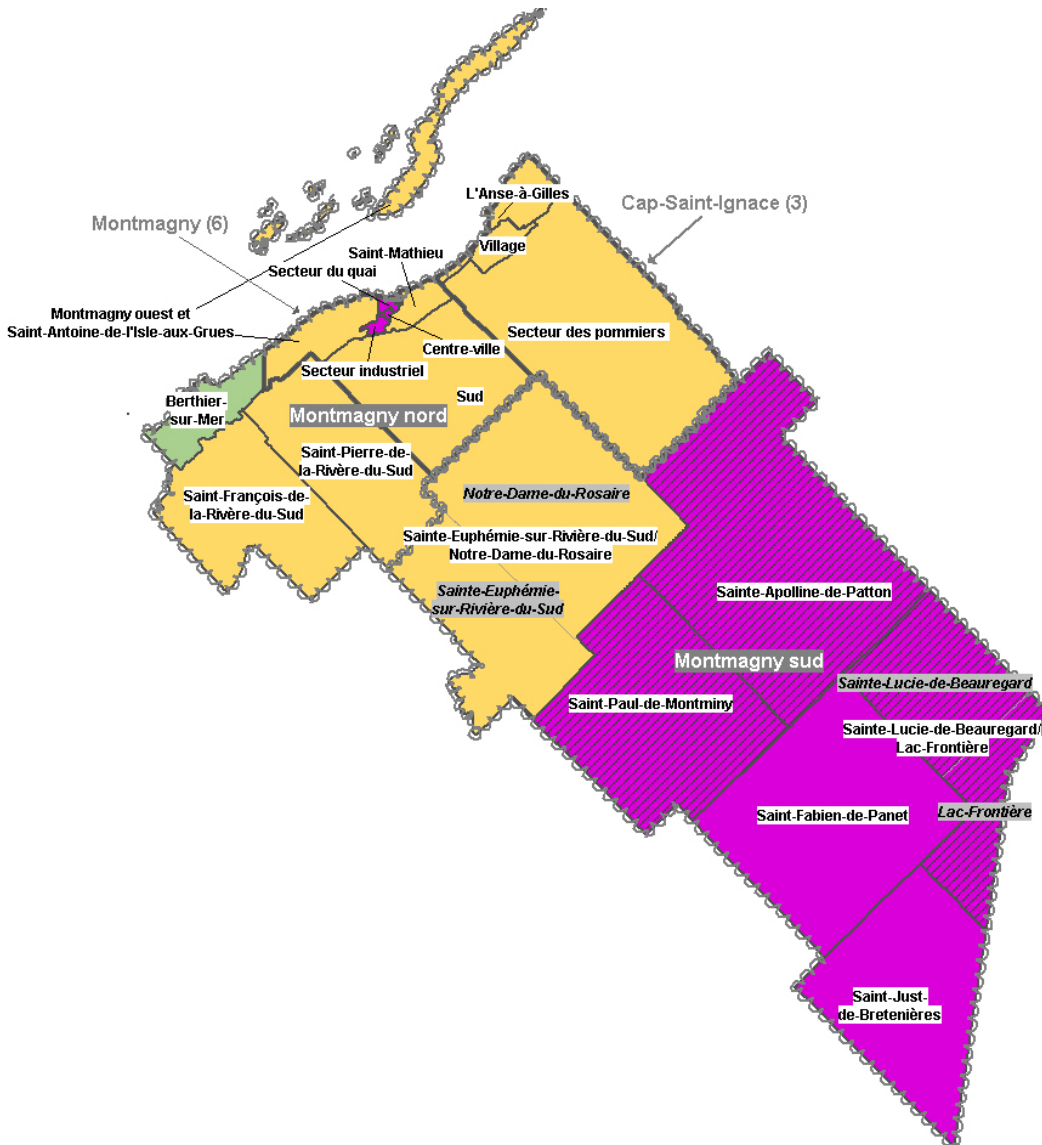 L'Anse-à-Gilles
Cap-Saint-Ignace (3)
Montmagny (6)
Village
Saint-Mathieu
Secteur du quai
Montmagny ouest et
Saint-Antoine-de-l'Isle-aux-Grues
Secteur des pommiers
Centre-ville
Secteur industriel
Berthier-
sur-Mer
Sud
Montmagny nord
Saint-Pierre-de-
la-Rivère-du-Sud
Saint-François-de-
la-Rivère-du-Sud
Notre-Dame-du-Rosaire
Sainte-Euphémie-sur-Rivière-du-Sud/
Notre-Dame-du-Rosaire
Sainte-Euphémie-
sur-Rivière-du-Sud
Sainte-Apolline-de-Patton
Montmagny sud
Sainte-Lucie-de-Beauregard
Saint-Paul-de-Montminy
Sainte-Lucie-de-Beauregard/
Lac-Frontière
Saint-Fabien-de-Panet
Lac-Frontière
Saint-Just-
de-Bretenières